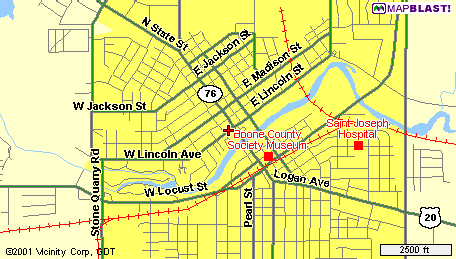 MAPBLAST!
N State St
E Jackson St
E Madison St
E Lincoln St
76
W Jackson St
Boone County
Society Museum
Saint Joseph
Hospital
W Lincoln Ave
W Locust St
Logan Ave
Stone Quarry Rd
Pearl St
20
©2001 Vicinity Corp, GDT
2500 ft